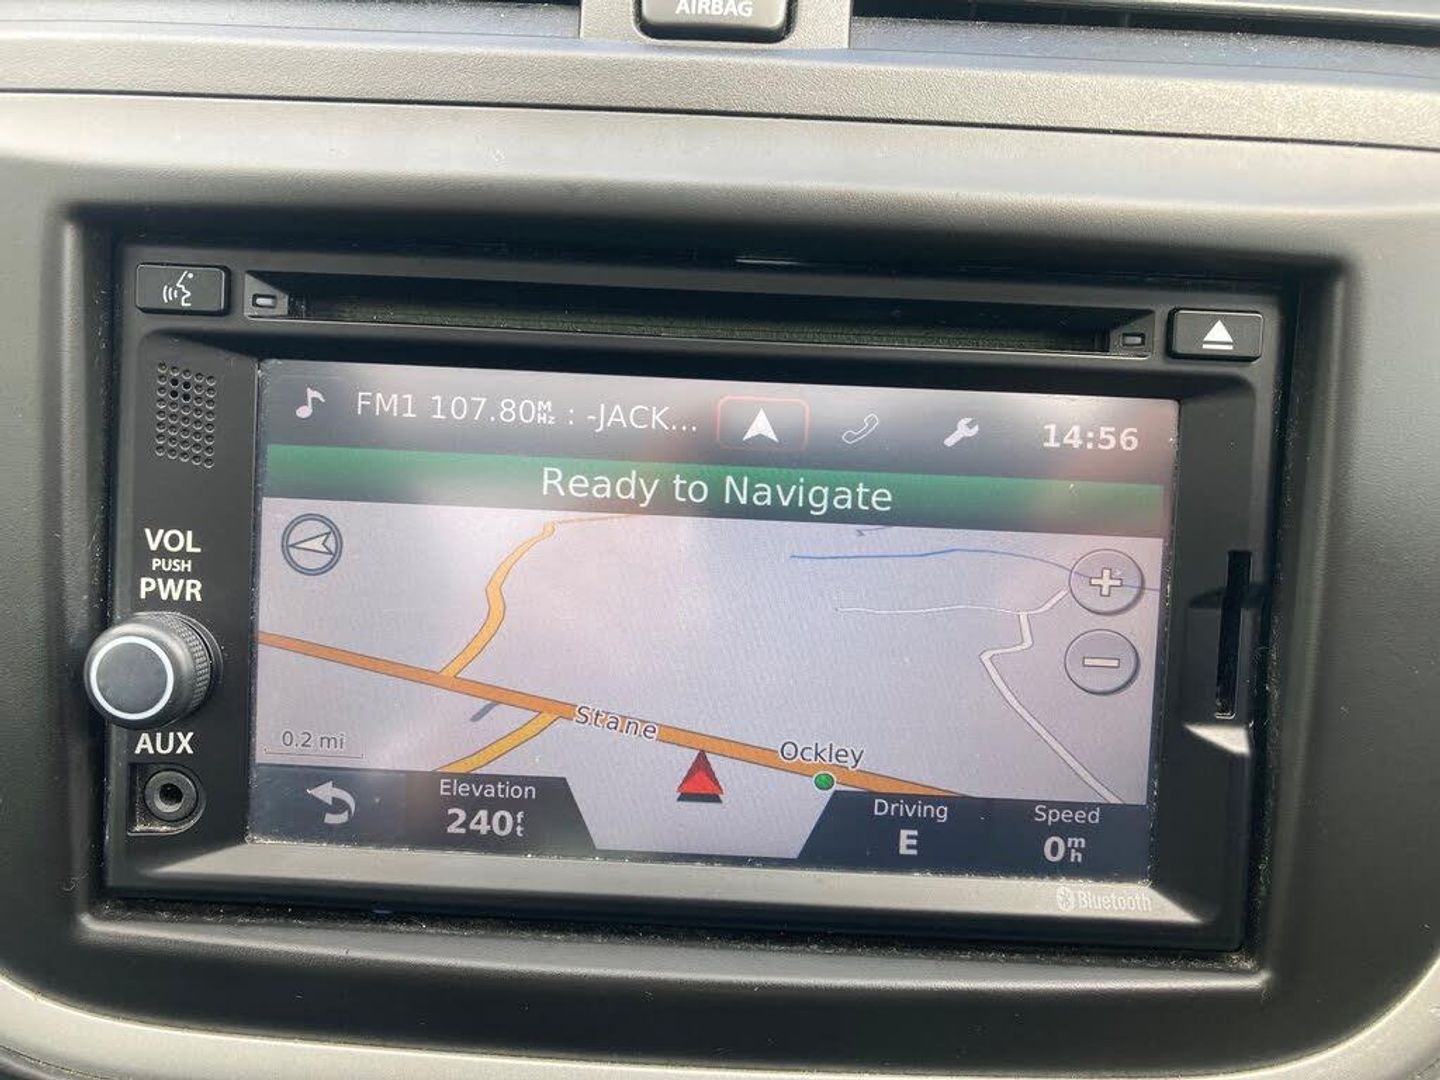 AIRBAG
FM1 107.80MHz : -JACK... 14:56
Ready to Navigate
VOL
PUSH
PWR
AUX
Stane
Ockley
0.2 mi
Elevation
240ft
Driving
E
Speed
0mh
Bluetooth